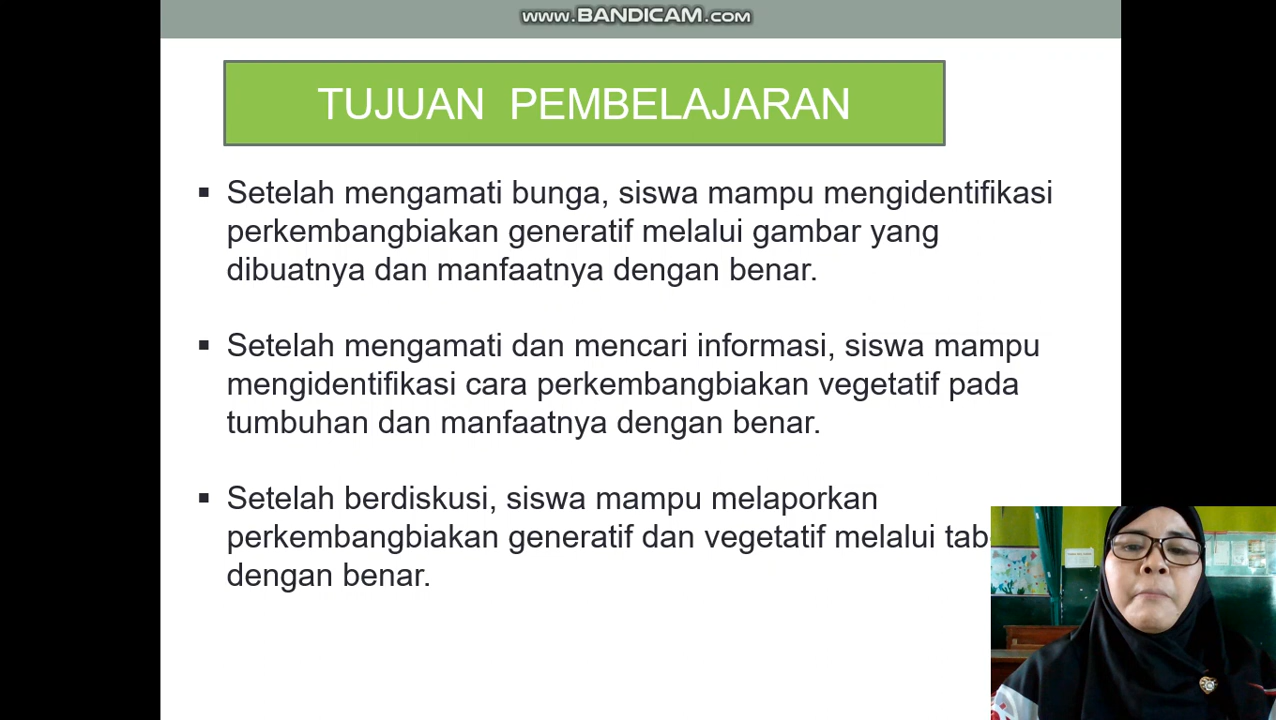 www.BANDICAM.com
TUJUAN PEMBELAJARAN
▪ Setelah mengamati bunga, siswa mampu mengidentifikasi
perkembangbiakan generatif melalui gambar yang
dibuatnya dan manfaatnya dengan benar.
▪ Setelah mengamati dan mencari informasi, siswa mampu
mengidentifikasi cara perkembangbiakan vegetatif pada
tumbuhan dan manfaatnya dengan benar.
▪ Setelah berdiskusi, siswa mampu melaporkan
perkembangbiakan generatif dan vegetatif melalui
dengan benar.